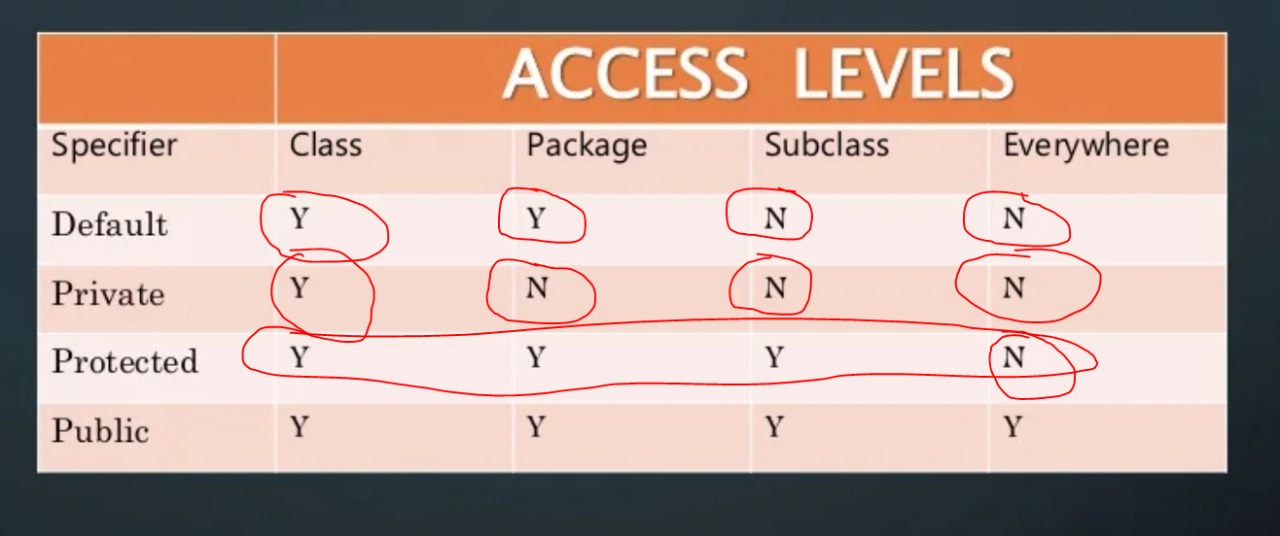 ACCESS LEVELS
Specifier Class Package Subclass Everywhere
Default Y Y N N
Private Y N N N
Protected Y Y Y N
Public Y Y Y Y